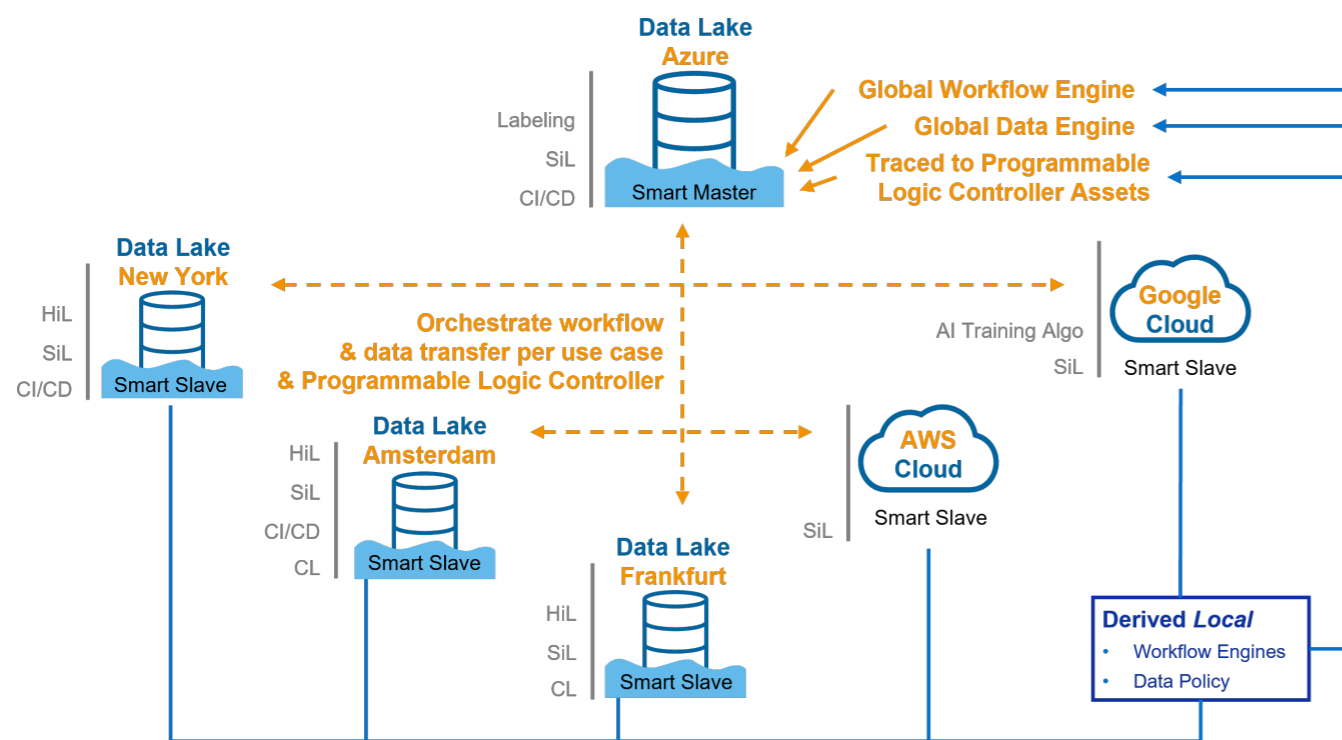 Data Lake
Azure
Labeling
SiL
CI/CD
Smart Master
Global Workflow Engine
Global Data Engine
Traced to Programmable
Logic Controller Assets
Data Lake
New York
HiL
SiL
CI/CD
Smart Slave
Orchestrate workflow
& data transfer per use case
& Programmable Logic Controller
Google
Cloud
AI Training Algo
SiL
Smart Slave
Data Lake
Amsterdam
HiL
SiL
CI/CD
CL
Smart Slave
AWS
Cloud
SiL
Smart Slave
Data Lake
Frankfurt
HiL
SiL
CL
Smart Slave
Derived Local
• Workflow Engines
• Data Policy